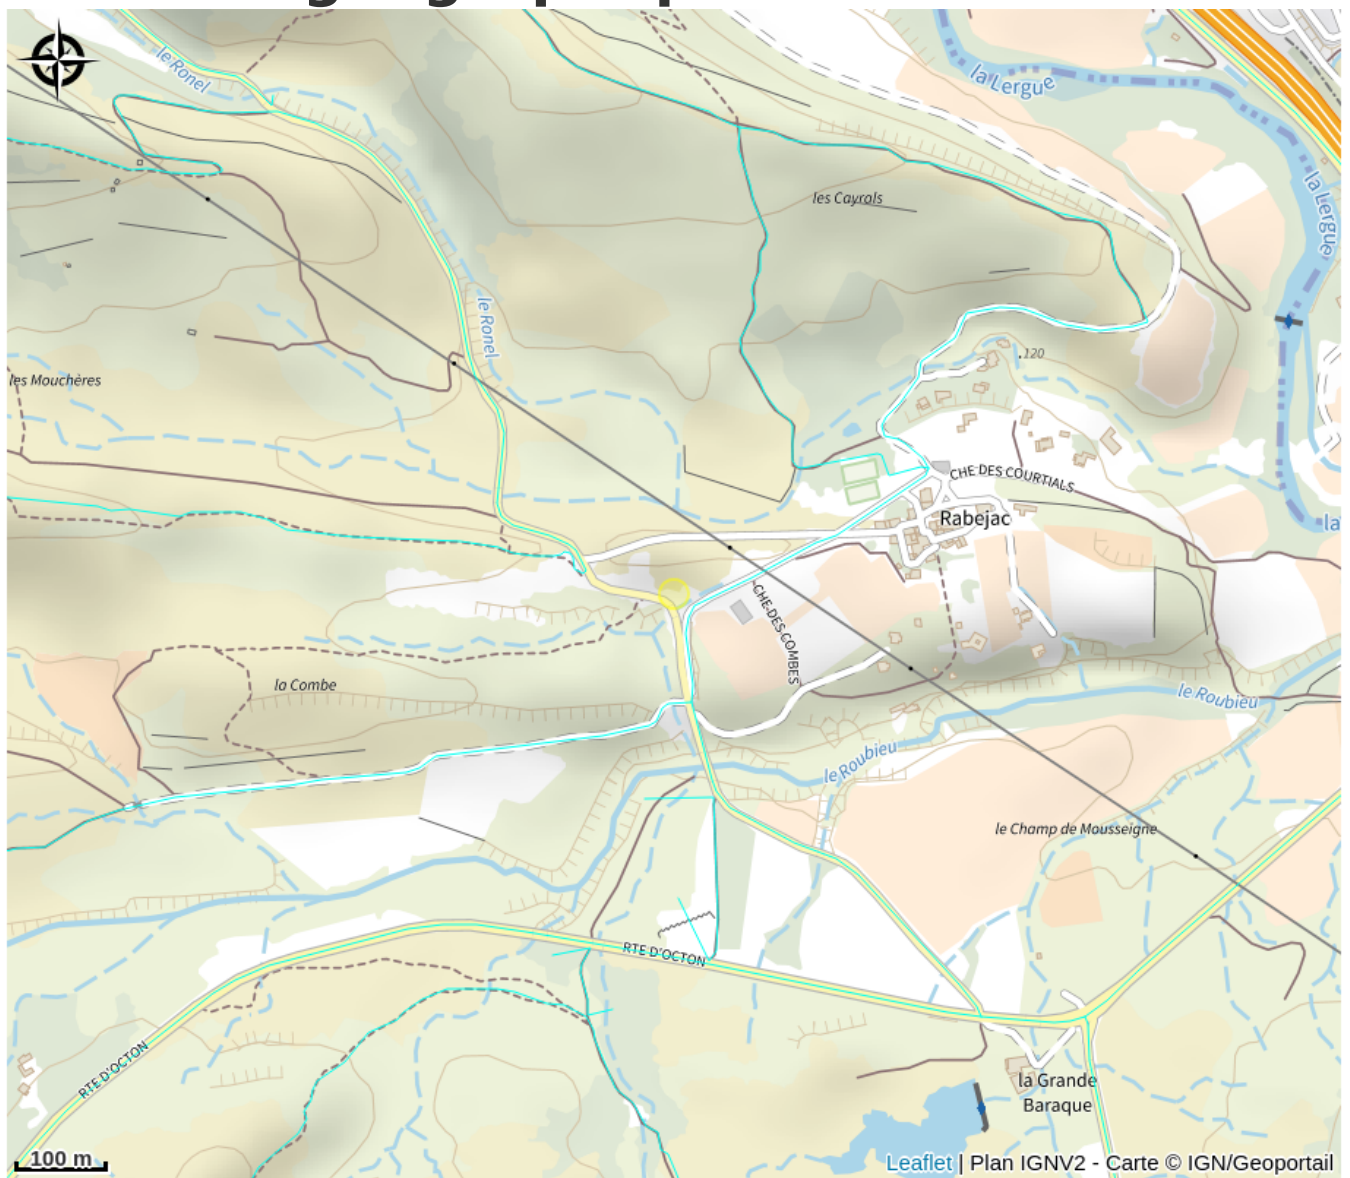 le Ronel
la Lergue
la Lergue
les Cayrols
le Ronel
120
les Mouchères
CHE DES COURTIALS
Rabejac
la
CHE DES COMBES
la Combe
le Roubieu
le Roubieu
le Champ de Mousseigne
RTE D'OCTON
RTE D'OCTON
la Grande
Baraque
100 m
Leaflet | Plan IGNV2 - Carte © IGN/Geoportail